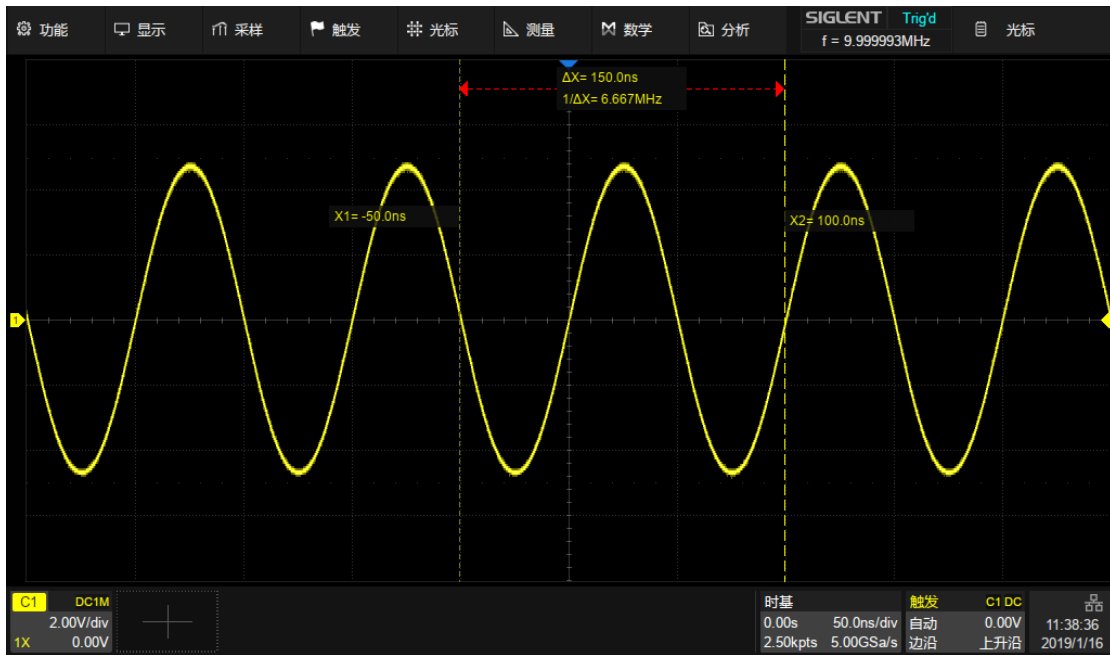 功能 显示 采样 触发 光标 测量 数学 分析 SIGLENT Trig'd 光标
f = 9.999993MHz
ΔX= 150.0ns
1/ΔX= 6.667MHz
X1= -50.0ns
X2= 100.0ns
1
C1 DC1M
2.00V/div
1X 0.00V
时基
0.00s 50.0ns/div
2.50kpts 5.00GSa/s
触发 C1 DC
自动 0.00V
边沿 上升沿
11:38:36
2019/1/16